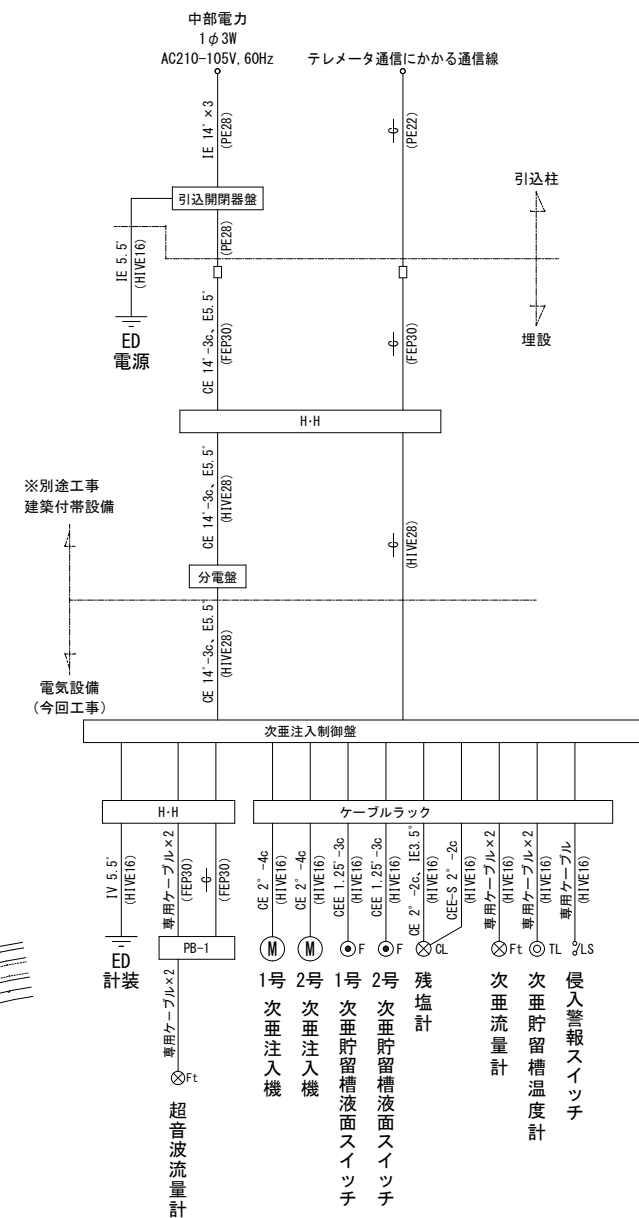 中部電力
1φ3W
AC210-105V, 60Hz
テレメータ通信にかかる通信線
IE 14° ×3
(PE28)
(PE22)
引込開閉器盤
引込柱
(PE28)
IE 5.5°
(HIVE16)
ED
電源
CE 14°-3c、E5.5°
(FEP30)
(FEP30)
埋設
H･H
※別途工事
建築付帯設備
CE 14°-3c、E5.5°
(HIVE28)
(HIVE28)
分電盤
CE 14°-3c、E5.5°
(HIVE28)
電気設備
(今回工事)
次亜注入制御盤
H･H
ケーブルラック
IV 5.5°
(HIVE16)
専用ケーブル×2
(FEP30)
(FEP30)
CE 2° -4c
(HIVE16)
CE 2° -4c
(HIVE16)
CEE 1.25°-3c
(HIVE16)
CEE 1.25°-3c
(HIVE16)
CE 2° -2c、IE3.5°
(HIVE16)
CEE-S 2° -2c
(HIVE16)
専用ケーブル×2
(HIVE16)
専用ケーブル×2
(HIVE16)
専用ケーブル
(HIVE16)
ED
計装
PB-1
専用ケーブル×2
Ft
超音波流量計
M
1号 次亜注入機
M
2号 次亜注入機
F
1号 次亜貯留槽液面スイッチ
F
2号 次亜貯留槽液面スイッチ
CL
残塩計
Ft
次亜流量計
TL
次亜貯留槽温度計
LS
侵入警報スイッチ